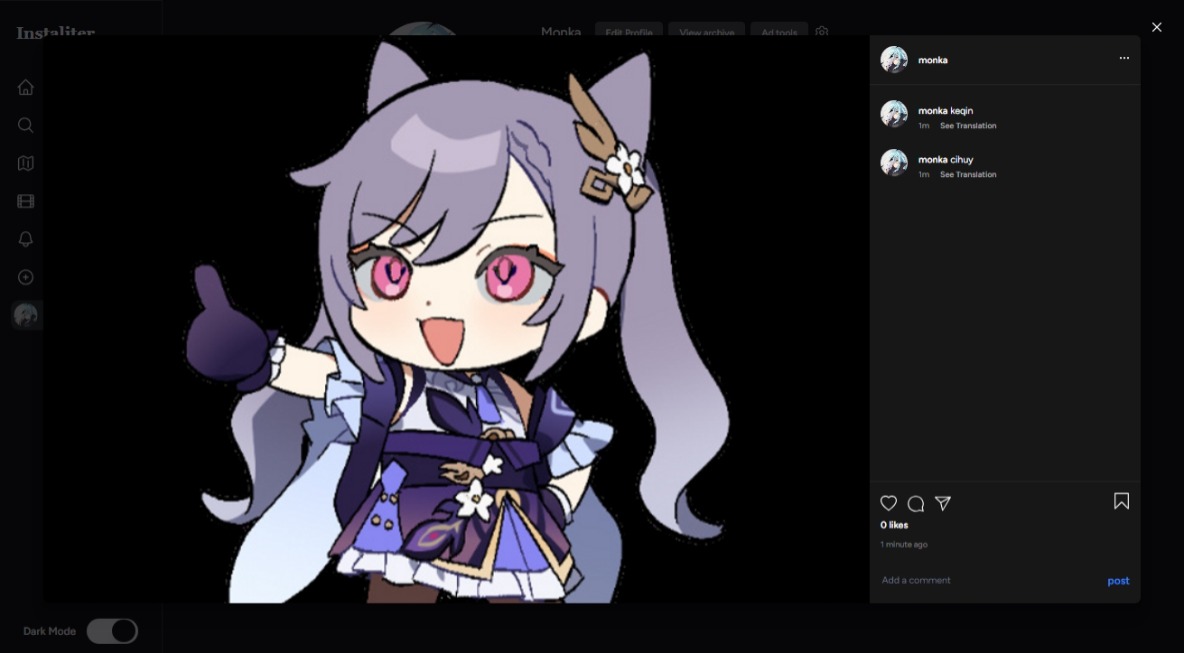 Instaliter
Monka Edit Profile View archive Ad tools
monka
monka keqin
1m See Translation
monka cihuy
1m See Translation
0 likes
1 minute ago
Add a comment post
Dark Mode